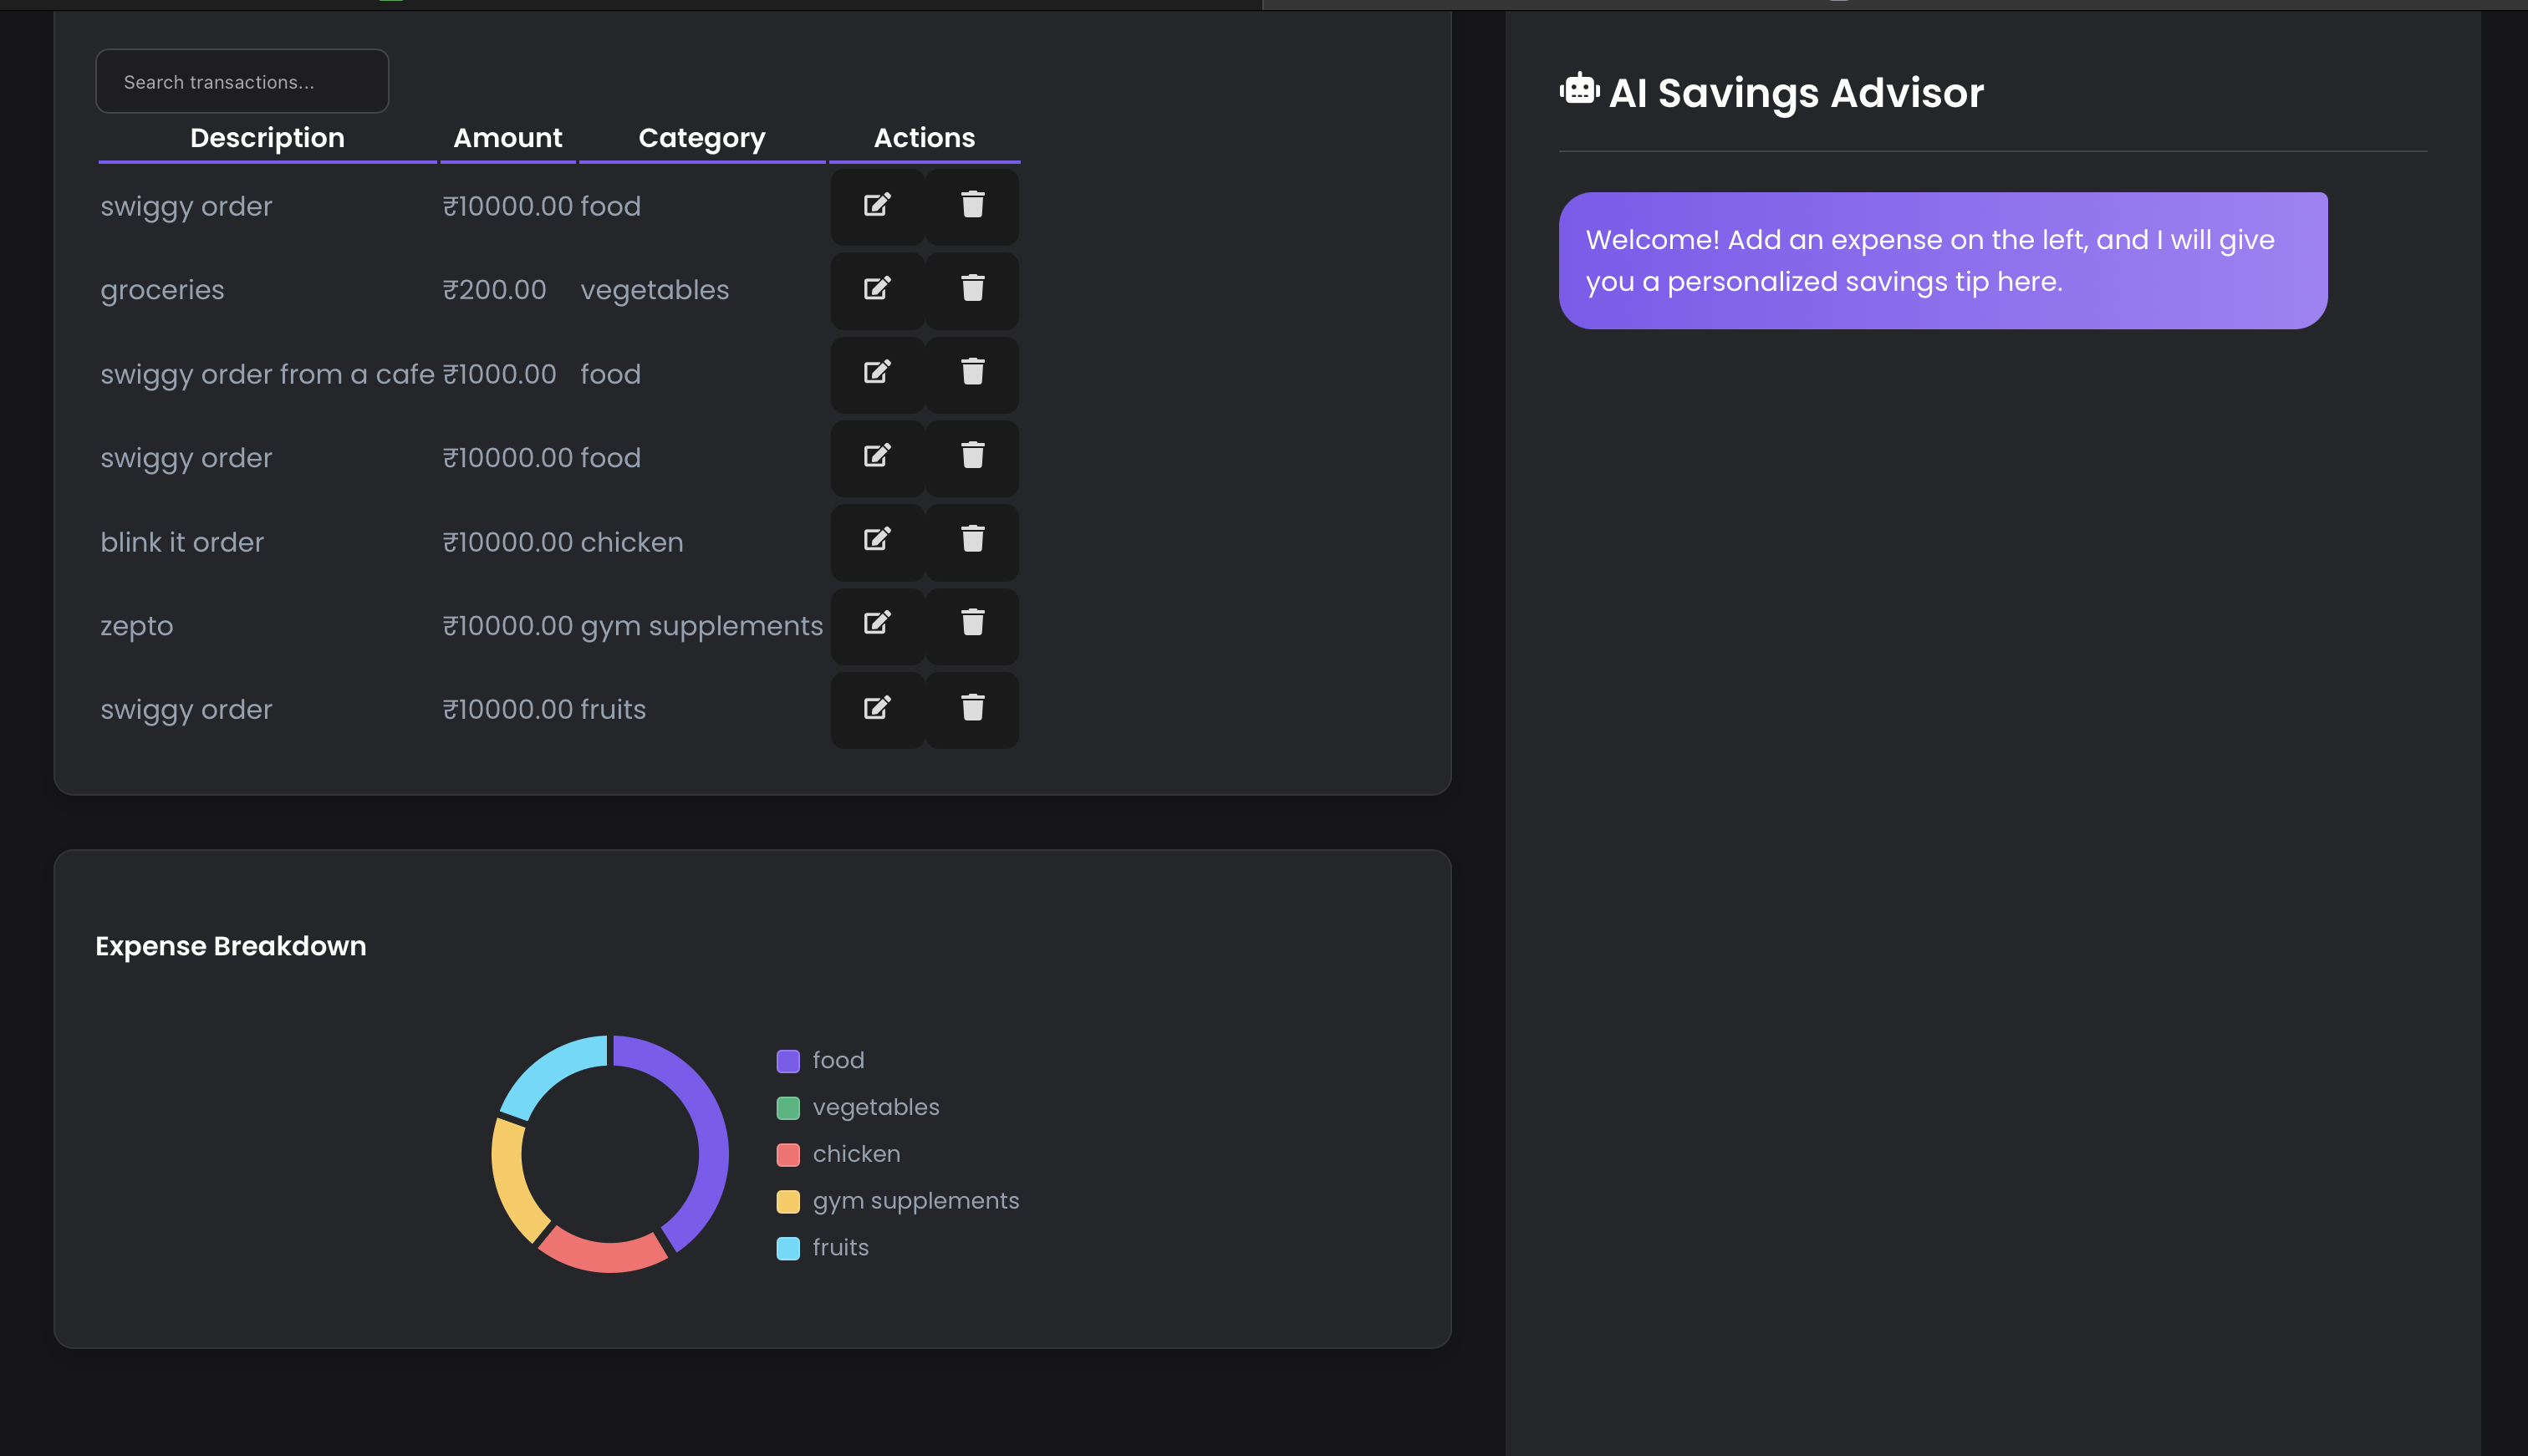 Search transactions...
Description Amount Category Actions
swiggy order ₹10000.00 food
groceries ₹200.00 vegetables
swiggy order from a cafe ₹1000.00 food
swiggy order ₹10000.00 food
blink it order ₹10000.00 chicken
zepto ₹10000.00 gym supplements
swiggy order ₹10000.00 fruits
Expense Breakdown
food
vegetables
chicken
gym supplements
fruits
AI Savings Advisor
Welcome! Add an expense on the left, and I will give
you a personalized savings tip here.